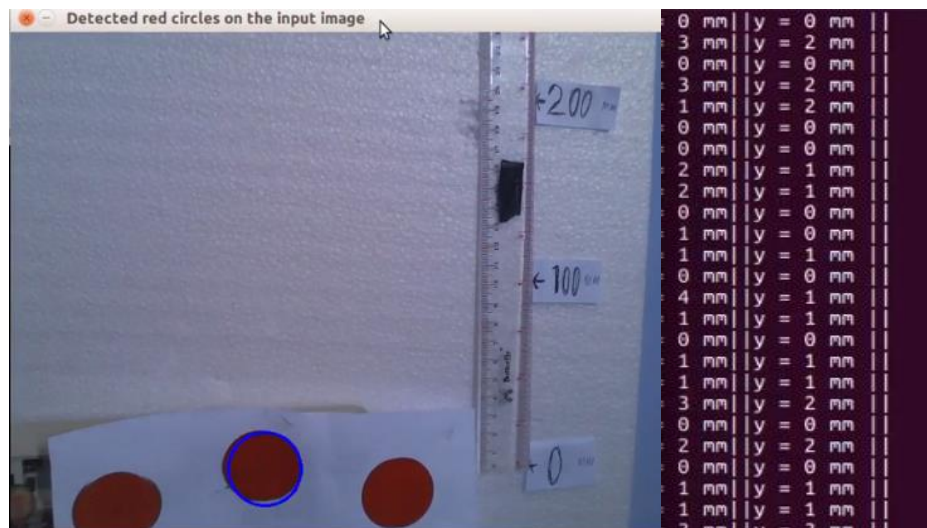 Detected red circles on the input image
←200 mm
←100 mm
←0 mm
= 0 mm||y = 0 mm ||
= 3 mm||y = 2 mm ||
= 0 mm||y = 0 mm ||
= 3 mm||y = 2 mm ||
= 1 mm||y = 2 mm ||
= 0 mm||y = 0 mm ||
= 0 mm||y = 0 mm ||
= 2 mm||y = 1 mm ||
= 2 mm||y = 1 mm ||
= 0 mm||y = 0 mm ||
= 1 mm||y = 0 mm ||
= 1 mm||y = 1 mm ||
= 0 mm||y = 0 mm ||
= 4 mm||y = 1 mm ||
= 1 mm||y = 1 mm ||
= 0 mm||y = 0 mm ||
= 1 mm||y = 1 mm ||
= 1 mm||y = 1 mm ||
= 3 mm||y = 2 mm ||
= 0 mm||y = 0 mm ||
= 2 mm||y = 2 mm ||
= 0 mm||y = 0 mm ||
= 1 mm||y = 1 mm ||
= 1 mm||y = 1 mm ||